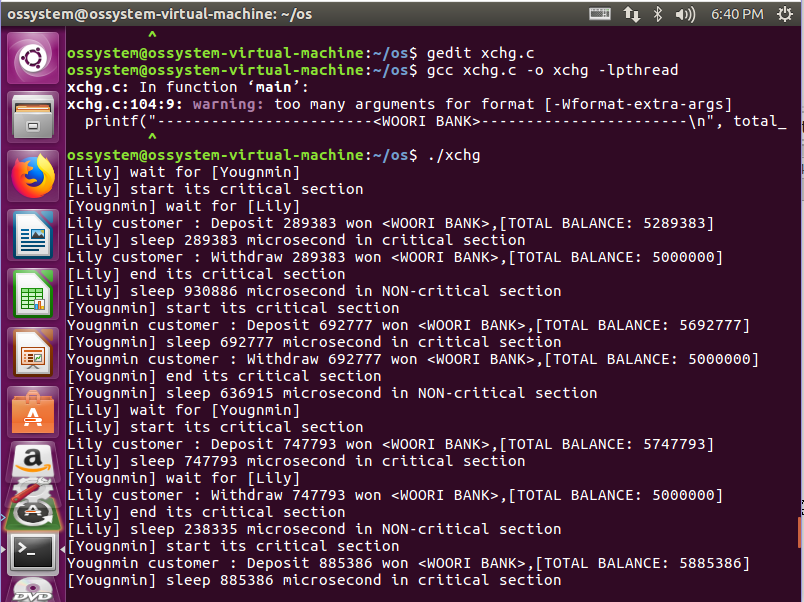 ossystem@ossystem-virtual-machine: ~/os
6:40 PM
^
ossystem@ossystem-virtual-machine:~/os$ gedit xchg.c
ossystem@ossystem-virtual-machine:~/os$ gcc xchg.c -o xchg -lpthread
xchg.c: In function ‘main’:
xchg.c:104:9: warning: too many arguments for format [-Wformat-extra-args]
printf("------------------------<WOORI BANK>-----------------------\n", total_
^
ossystem@ossystem-virtual-machine:~/os$ ./xchg
[Lily] wait for [Yougnmin]
[Lily] start its critical section
[Yougnmin] wait for [Lily]
Lily customer : Deposit 289383 won <WOORI BANK>,[TOTAL BALANCE: 5289383]
[Lily] sleep 289383 microsecond in critical section
Lily customer : Withdraw 289383 won <WOORI BANK>,[TOTAL BALANCE: 5000000]
[Lily] end its critical section
[Lily] sleep 930886 microsecond in NON-critical section
[Yougnmin] start its critical section
Yougnmin customer : Deposit 692777 won <WOORI BANK>,[TOTAL BALANCE: 5692777]
[Yougnmin] sleep 692777 microsecond in critical section
Yougnmin customer : Withdraw 692777 won <WOORI BANK>,[TOTAL BALANCE: 5000000]
[Yougnmin] end its critical section
[Yougnmin] sleep 636915 microsecond in NON-critical section
[Lily] wait for [Yougnmin]
[Lily] start its critical section
Lily customer : Deposit 747793 won <WOORI BANK>,[TOTAL BALANCE: 5747793]
[Lily] sleep 747793 microsecond in critical section
[Yougnmin] wait for [Lily]
Lily customer : Withdraw 747793 won <WOORI BANK>,[TOTAL BALANCE: 5000000]
[Lily] end its critical section
[Lily] sleep 238335 microsecond in NON-critical section
[Yougnmin] start its critical section
Yougnmin customer : Deposit 885386 won <WOORI BANK>,[TOTAL BALANCE: 5885386]
[Yougnmin] sleep 885386 microsecond in critical section